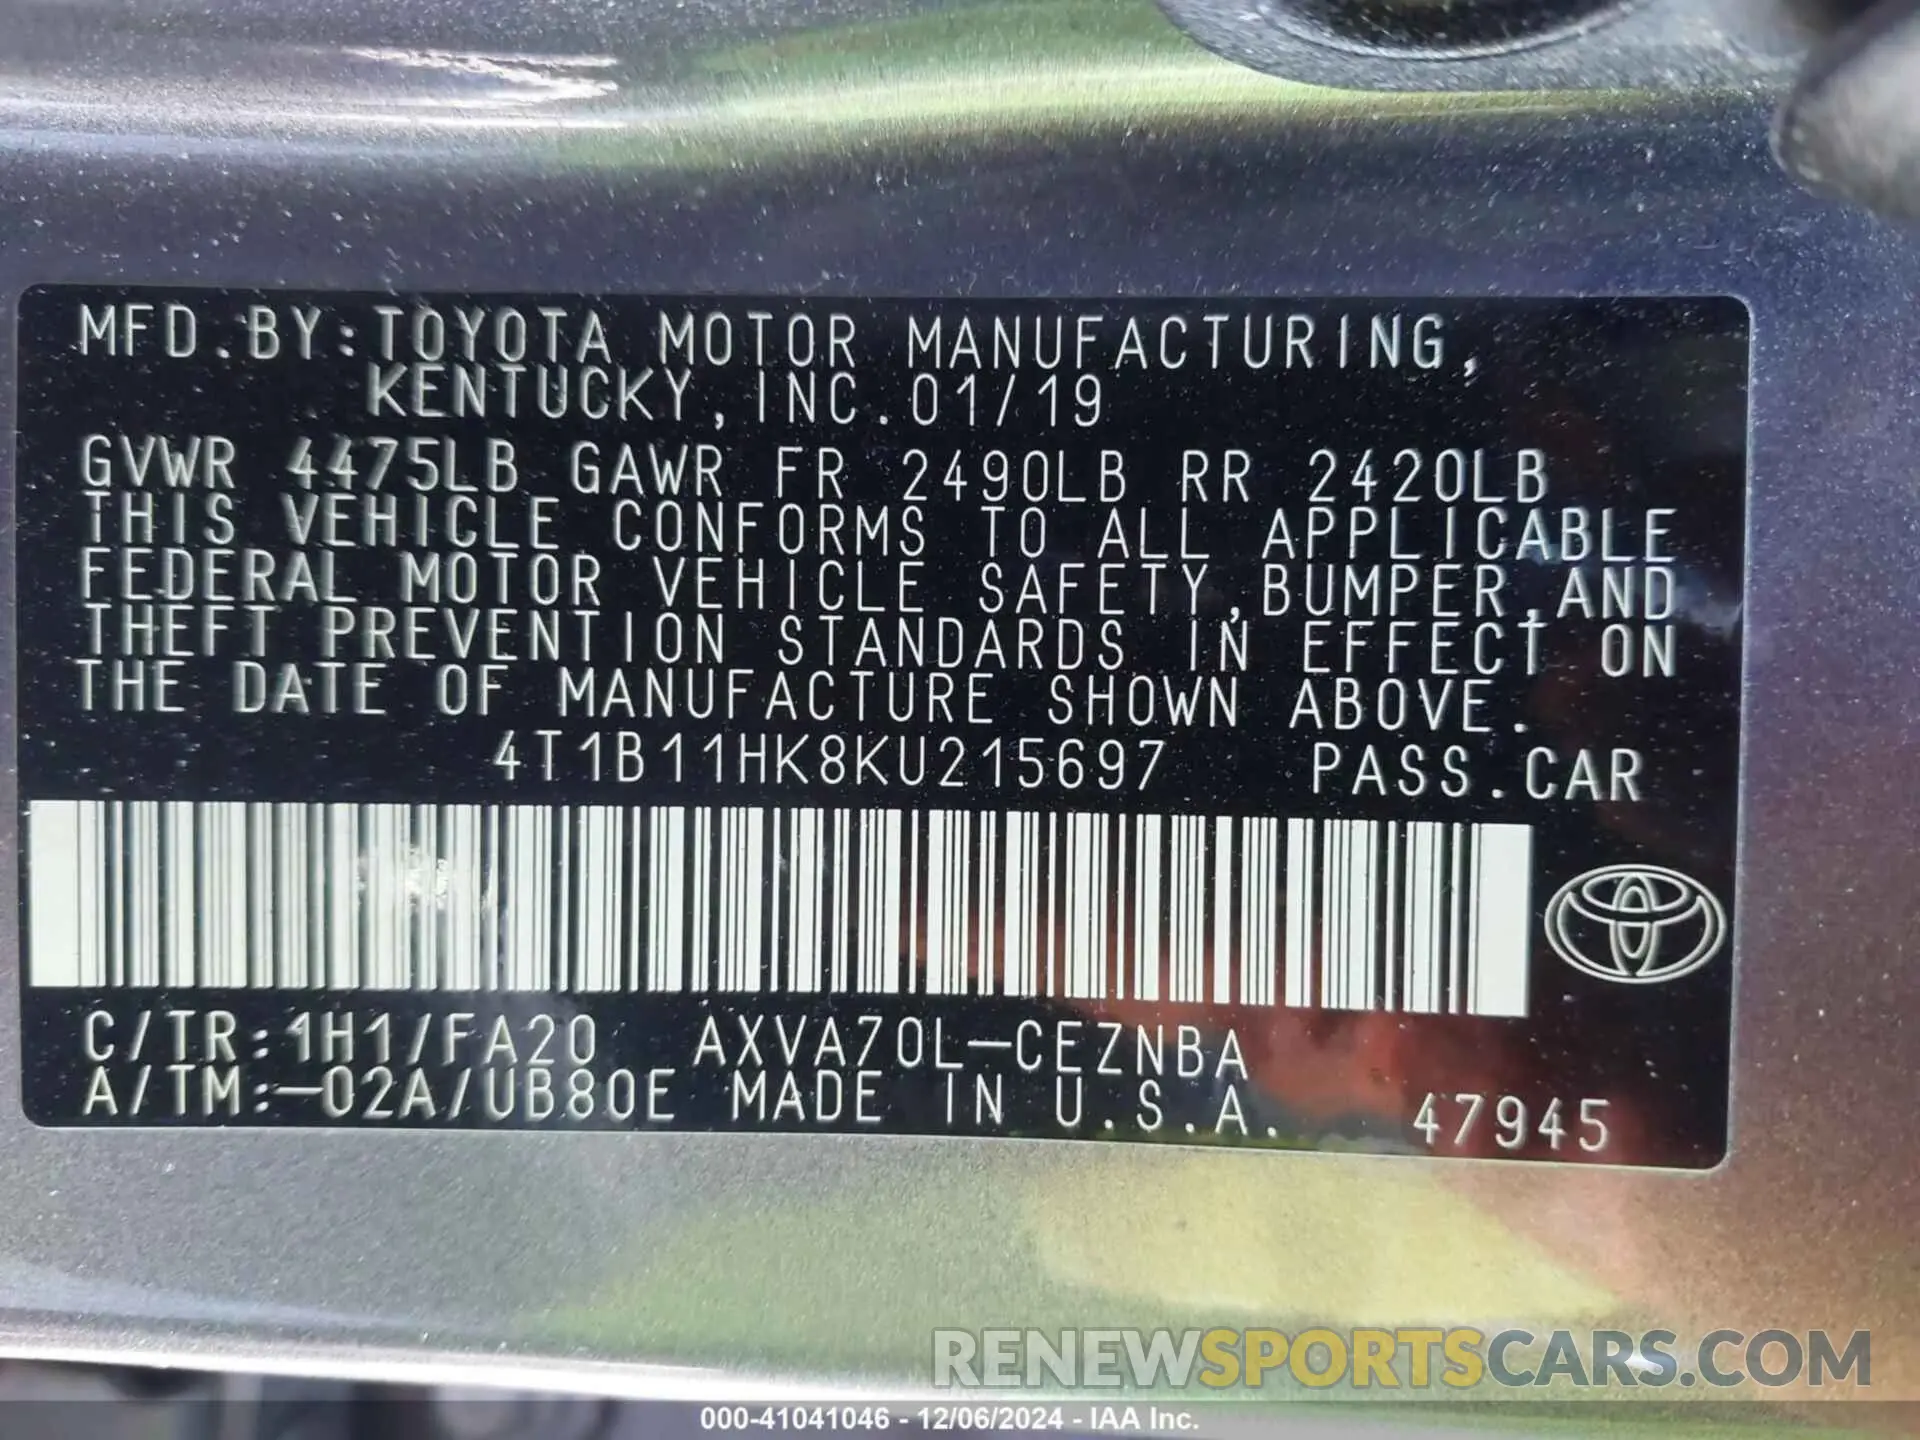 MFD.BY:TOYOTA MOTOR MANUFACTURING,
KENTUCKY,INC.01/19
GVWR 4475LB GAWR FR 2490LB RR 2420LB
THIS VEHICLE CONFORMS TO ALL APPLICABLE
FEDERAL MOTOR VEHICLE SAFETY,BUMPER,AND
THEFT PREVENTION STANDARDS IN EFFECT ON
THE DATE OF MANUFACTURE SHOWN ABOVE.
4T1B11HK8KU215697 PASS.CAR
C/TR:1H1/FA20 AXVA70L-CEZNBA
A/TM:-02A/UB80E MADE IN U.S.A. 47945
RENEWSPORTSCARS.COM
000-41041046 - 12/06/2024 - IAA Inc.